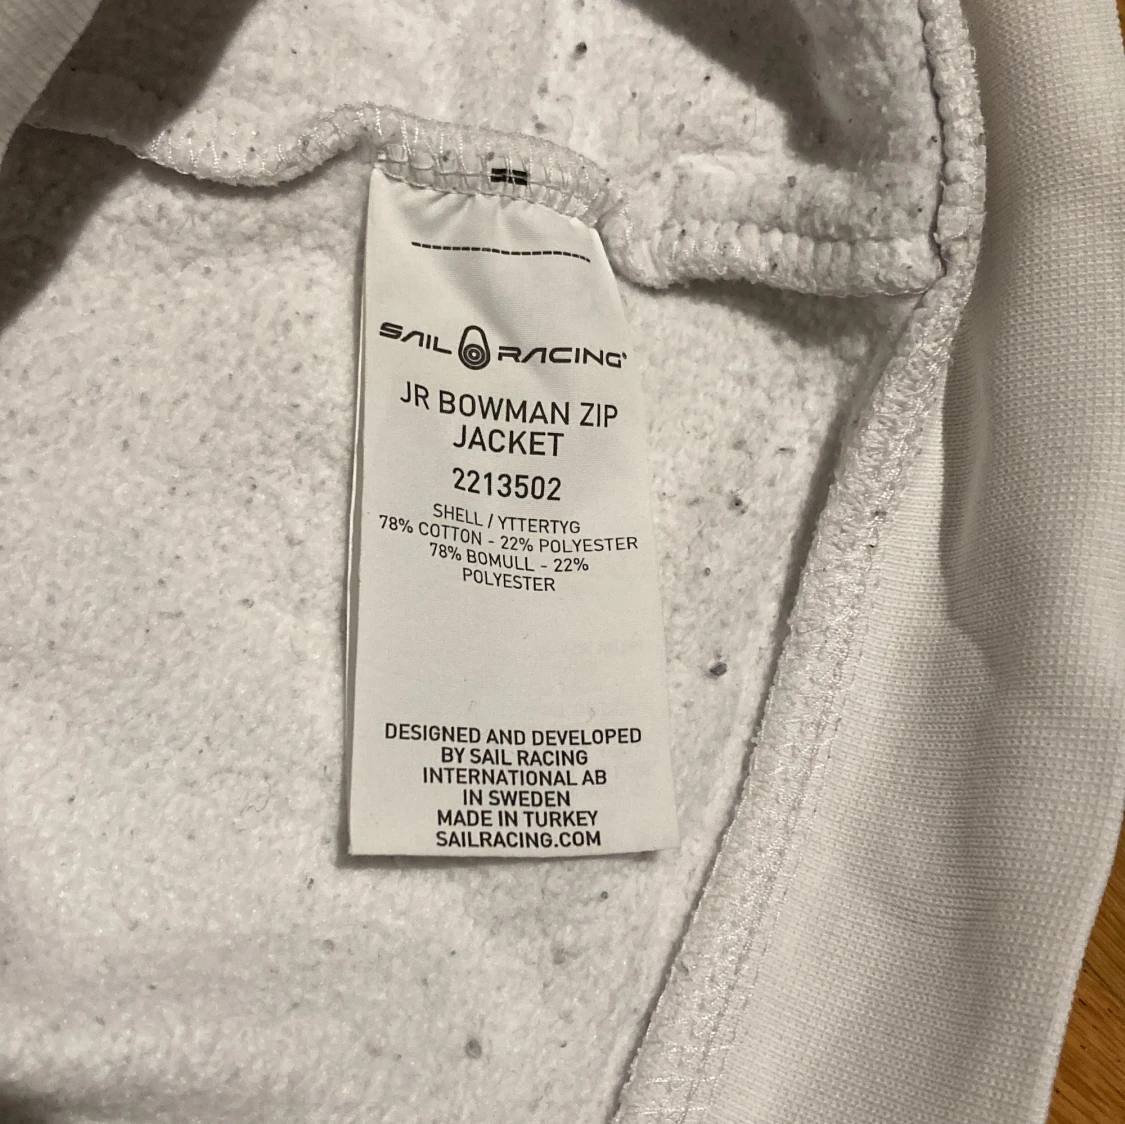 SAIL RACING
JR BOWMAN ZIP
JACKET
2213502
SHELL / YTTERTYG
78% COTTON - 22% POLYESTER
78% BOMULL - 22%
POLYESTER
DESIGNED AND DEVELOPED
BY SAIL RACING
INTERNATIONAL AB
IN SWEDEN
MADE IN TURKEY
SAILRACING.COM